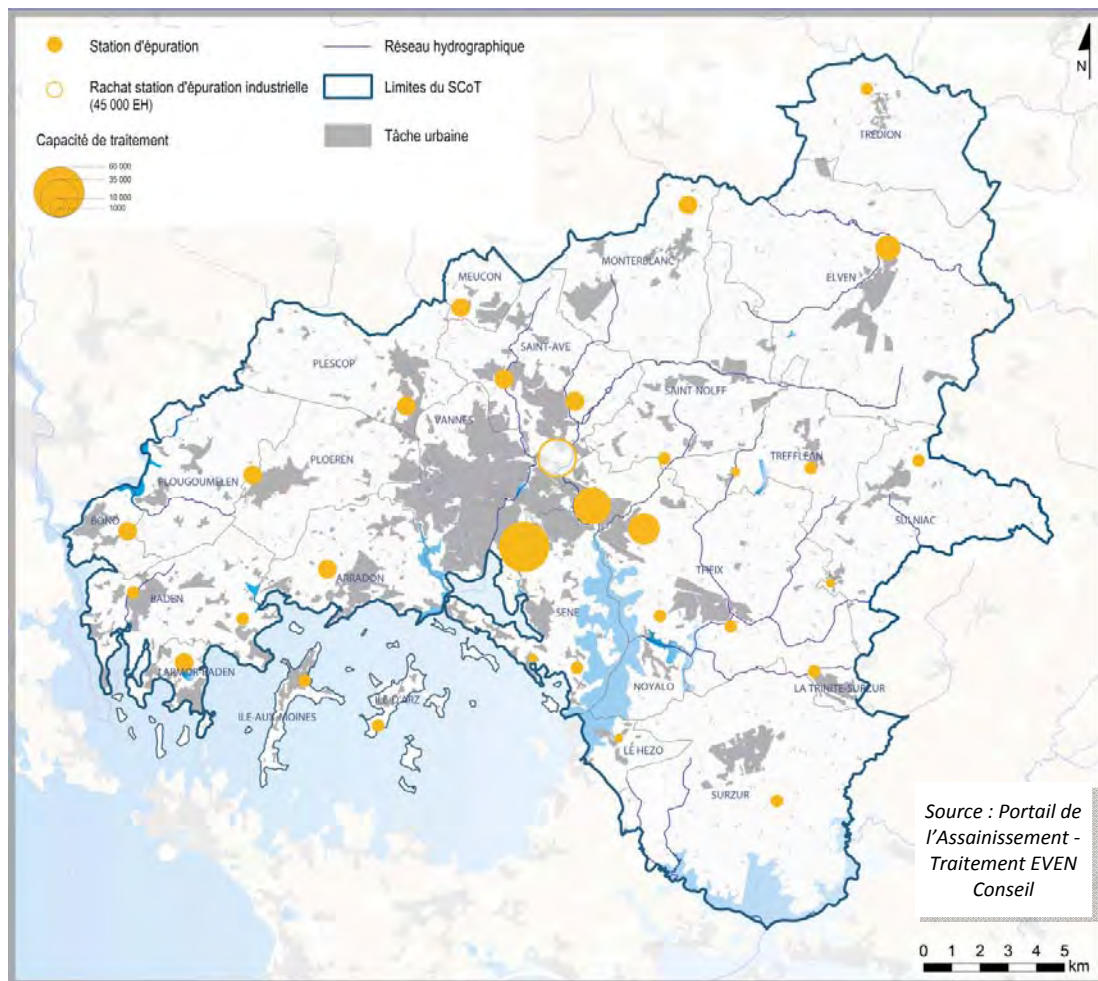 Station d'épuration
Réseau hydrographique
Rachat station d'épuration industrielle
(45 000 EH)
Limites du SCoT
Capacité de traitement
Tâche urbaine
60 000
35 000
10 000
1000
N
TREDION
MONTERBLANC
ELVEN
MEUCON
SAINT-AVE
PLESCOP
SAINT NOLFF
VANNES
PLOEREN
TREFFLEAN
PLOUGOUMELEN
BONO
SULNIAC
ARRADON
THEIX
BADEN
SENE
LARMOR-BADEN
NOYALO
LA TRINITE-SURZUR
ILE-AUX-MOINES
ILE D'ARZ
LE HEZO
SURZUR
Source : Portail de
l'Assainissement -
Traitement EVEN
Conseil
0 1 2 3 4 5
km